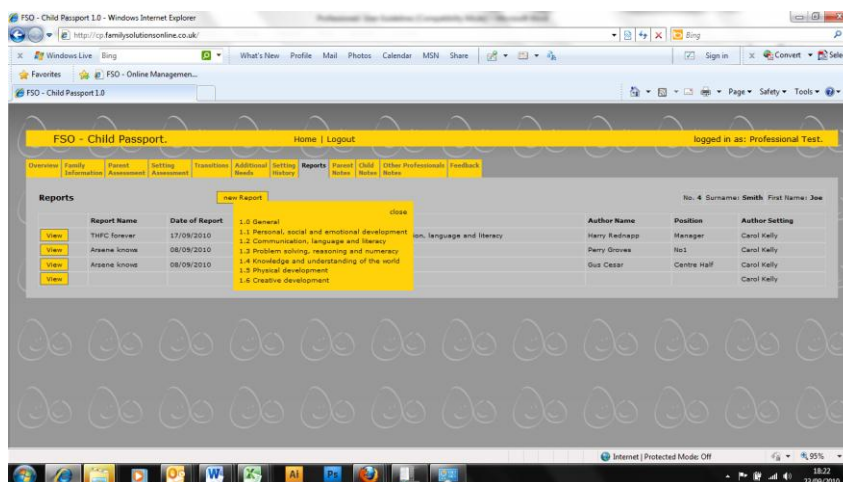 FSO - Child Passport 1.0 - Windows Internet Explorer
http://cp.familysolutionsonline.co.uk/
Bing
x Windows Live Bing What's New Profile Mail Photos Calendar MSN Share Sign in x Convert Sele
Favorites FSO - Online Managemen...
FSO - Child Passport 1.0 Page Safety Tools
FSO - Child Passport. Home | Logout logged in as: Professional Test.
Overview Family Information Parent Assessment Setting Assessment Transitions Additional Needs Setting History Reports Parent Notes Child Notes Other Professionals Notes Feedback
Reports new Report No. 4 Surname: Smith First Name: Joe
close
Report Name Date of Report 1.0 General Author Name Position Author Setting
View THFC forever 17/09/2010 1.1 Personal, social and emotional development on, language and literacy Harry Rednapp Manager Carol Kelly
1.2 Communication, language and literacy
View Arsene knows 08/09/2010 1.3 Problem solving, reasoning and numeracy Perry Groves No1 Carol Kelly
View Arsene knows 08/09/2010 1.4 Knowledge and understanding of the world Gus Cesar Centre Half Carol Kelly
1.5 Physical development
View 1.6 Creative development Carol Kelly
Internet | Protected Mode: Off 95%
W Ai Ps 18:22
23/09/2010